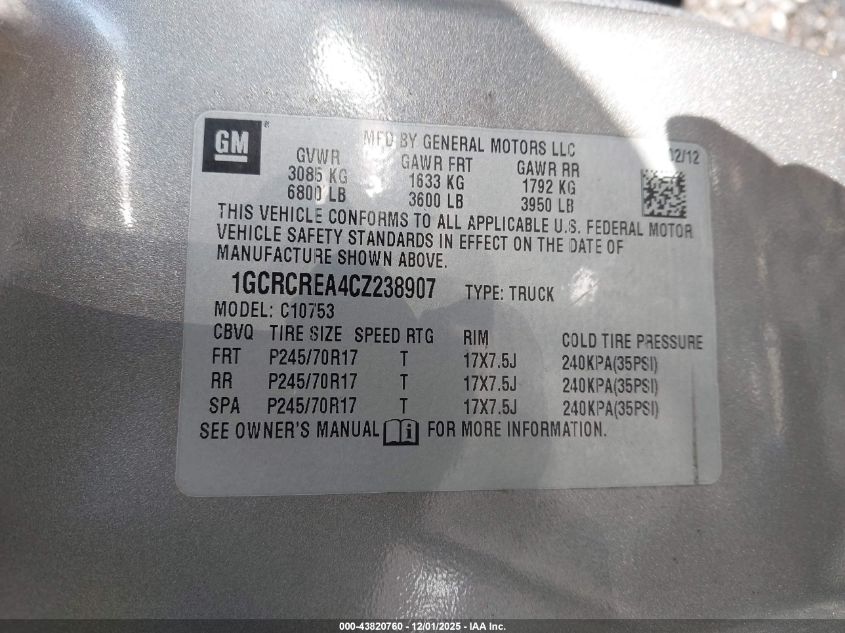 GM
MFD BY GENERAL MOTORS LLC
02/12
GVWR GAWR FRT GAWR RR
3085 KG 1633 KG 1792 KG
6800 LB 3600 LB 3950 LB
THIS VEHICLE CONFORMS TO ALL APPLICABLE U.S. FEDERAL MOTOR
VEHICLE SAFETY STANDARDS IN EFFECT ON THE DATE OF
MANUFACTURE SHOWN ABOVE.
1GCRCREA4CZ238907 TYPE: TRUCK
MODEL: C10753
CBVQ TIRE SIZE SPEED RTG RIM COLD TIRE PRESSURE
FRT P245/70R17 T 17X7.5J 240KPA(35PSI)
RR P245/70R17 T 17X7.5J 240KPA(35PSI)
SPA P245/70R17 T 17X7.5J 240KPA(35PSI)
SEE OWNER'S MANUAL i FOR MORE INFORMATION.
000-43820760 - 12/01/2025 - IAA Inc.